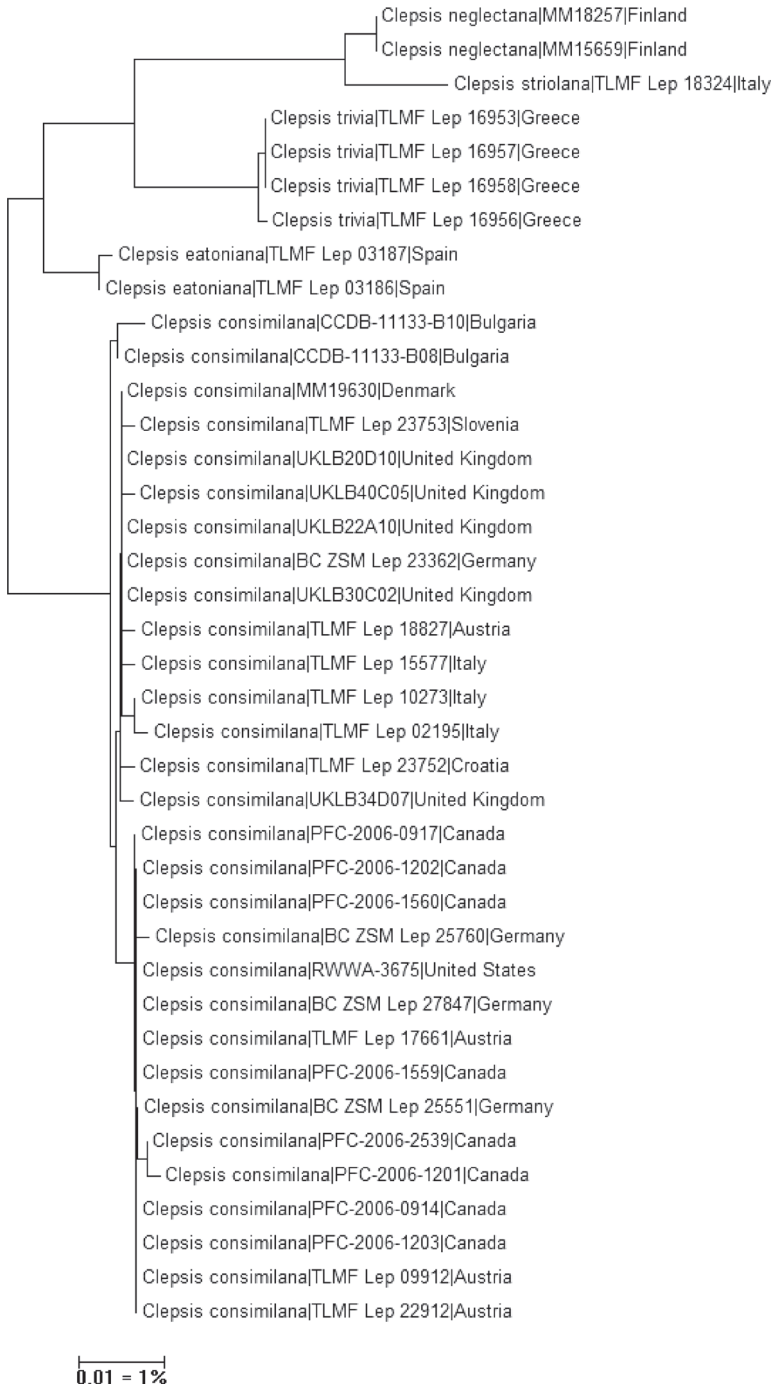 Clepsis neglectana|MM18257|Finland
Clepsis neglectana|MM15659|Finland
Clepsis striolana|TLMF Lep 18324|Italy
Clepsis trivia|TLMF Lep 16953|Greece
Clepsis trivia|TLMF Lep 16957|Greece
Clepsis trivia|TLMF Lep 16958|Greece
Clepsis trivia|TLMF Lep 16956|Greece
Clepsis eatoniana|TLMF Lep 03187|Spain
Clepsis eatoniana|TLMF Lep 03186|Spain
Clepsis consimilana|CCDB-11133-B10|Bulgaria
Clepsis consimilana|CCDB-11133-B08|Bulgaria
Clepsis consimilana|MM19630|Denmark
Clepsis consimilana|TLMF Lep 23753|Slovenia
Clepsis consimilana|UKLB20D10|United Kingdom
Clepsis consimilana|UKLB40C05|United Kingdom
Clepsis consimilana|UKLB22A10|United Kingdom
Clepsis consimilana|BC ZSM Lep 23362|Germany
Clepsis consimilana|UKLB30C02|United Kingdom
Clepsis consimilana|TLMF Lep 18827|Austria
Clepsis consimilana|TLMF Lep 15577|Italy
Clepsis consimilana|TLMF Lep 10273|Italy
Clepsis consimilana|TLMF Lep 02195|Italy
Clepsis consimilana|TLMF Lep 23752|Croatia
Clepsis consimilana|UKLB34D07|United Kingdom
Clepsis consimilana|PFC-2006-0917|Canada
Clepsis consimilana|PFC-2006-1202|Canada
Clepsis consimilana|PFC-2006-1560|Canada
Clepsis consimilana|BC ZSM Lep 25760|Germany
Clepsis consimilana|RWWA-3675|United States
Clepsis consimilana|BC ZSM Lep 27847|Germany
Clepsis consimilana|TLMF Lep 17661|Austria
Clepsis consimilana|PFC-2006-1559|Canada
Clepsis consimilana|BC ZSM Lep 25551|Germany
Clepsis consimilana|PFC-2006-2539|Canada
Clepsis consimilana|PFC-2006-1201|Canada
Clepsis consimilana|PFC-2006-0914|Canada
Clepsis consimilana|PFC-2006-1203|Canada
Clepsis consimilana|TLMF Lep 09912|Austria
Clepsis consimilana|TLMF Lep 22912|Austria
0.01 = 1%